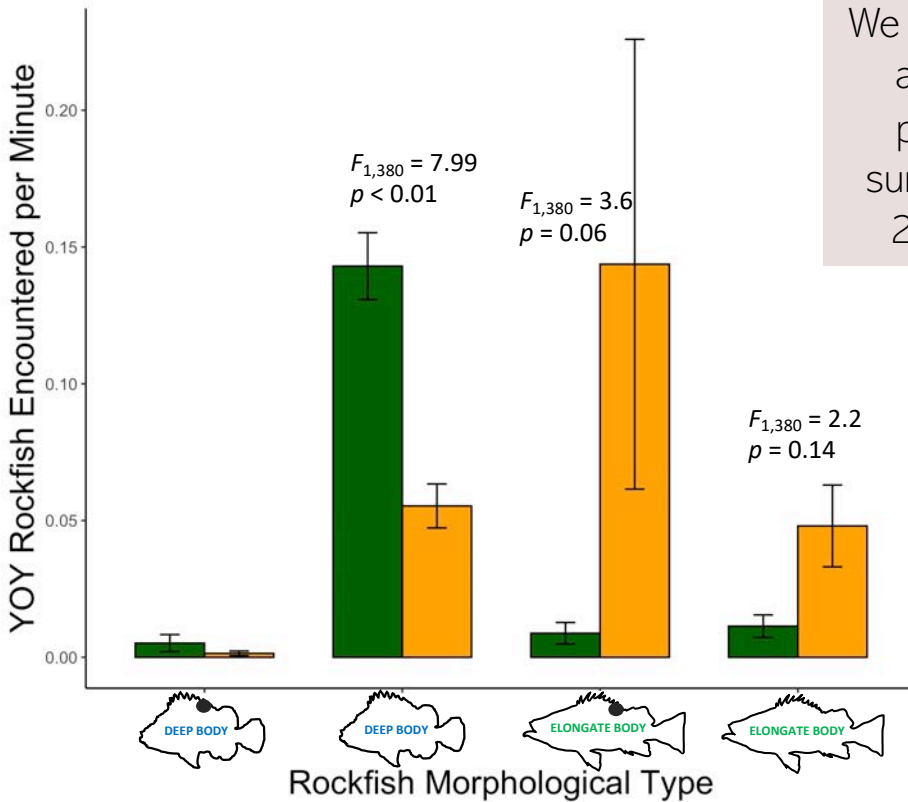 We
a
p
sur
2
YOY Rockfish Encountered per Minute
0.20
0.15
0.10
0.05
0.00
F1,380 = 7.99
p < 0.01
F1,380 = 3.6
p = 0.06
F1,380 = 2.2
p = 0.14
DEEP BODY
DEEP BODY
ELONGATE BODY
ELONGATE BODY
Rockfish Morphological Type